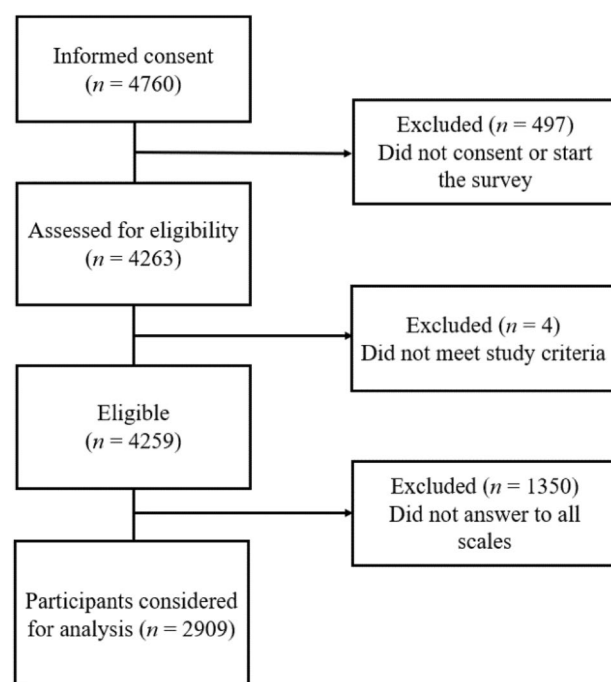 Informed consent
(n = 4760)
Excluded (n = 497)
Did not consent or start
the survey
Assessed for eligibility
(n = 4263)
Excluded (n = 4)
Did not meet study criteria
Eligible
(n = 4259)
Excluded (n = 1350)
Did not answer to all
scales
Participants considered
for analysis (n = 2909)